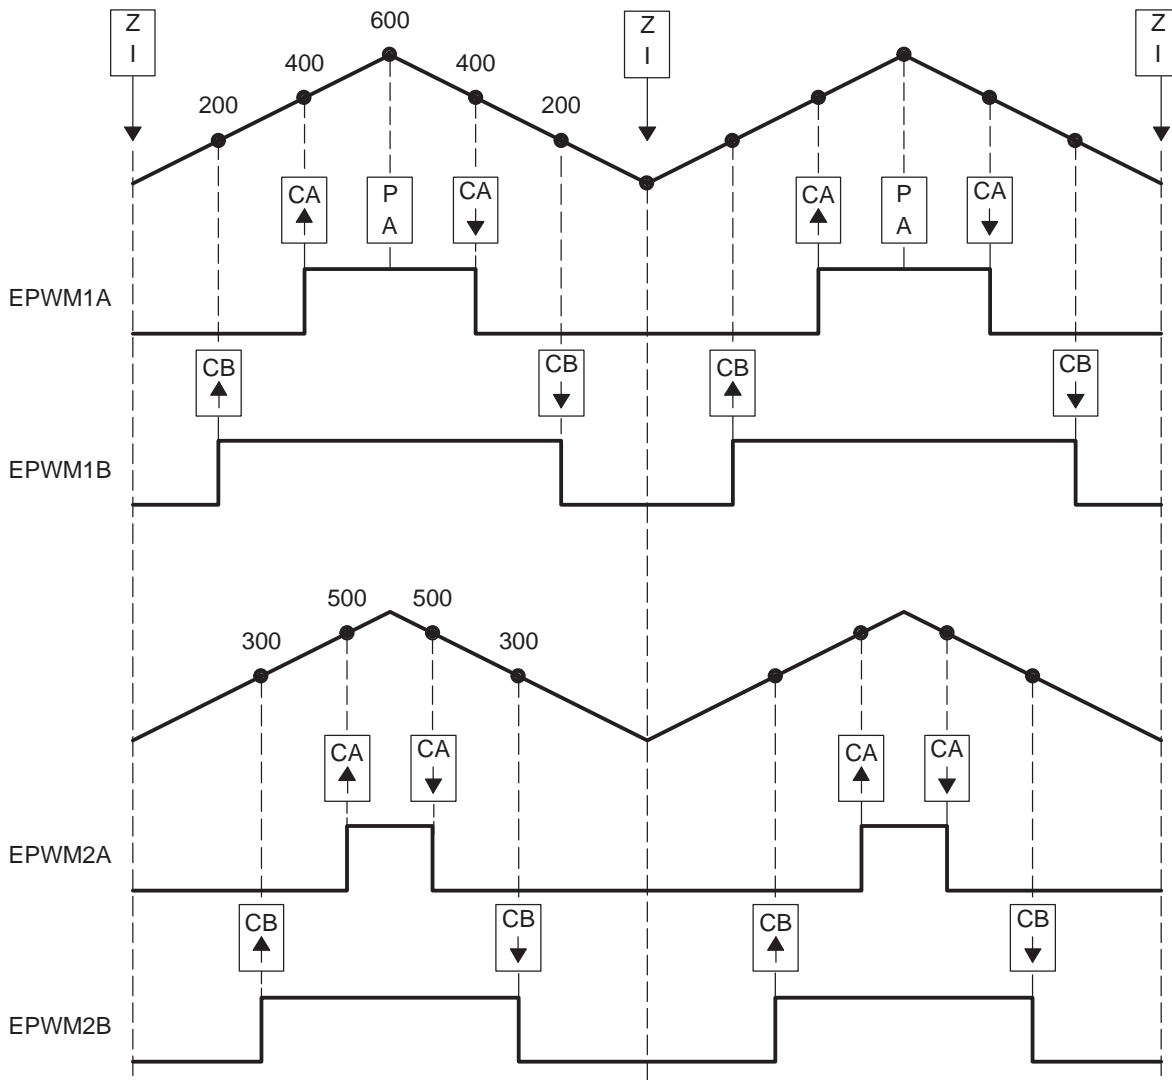 Z Z Z
I I I
600
400 400
200 200
CA P CA CA P CA
A A
EPWM1A
CB CB CB CB
EPWM1B
500 500
300 300
CA CA CA CA
EPWM2A
CB CB CB CB
EPWM2B